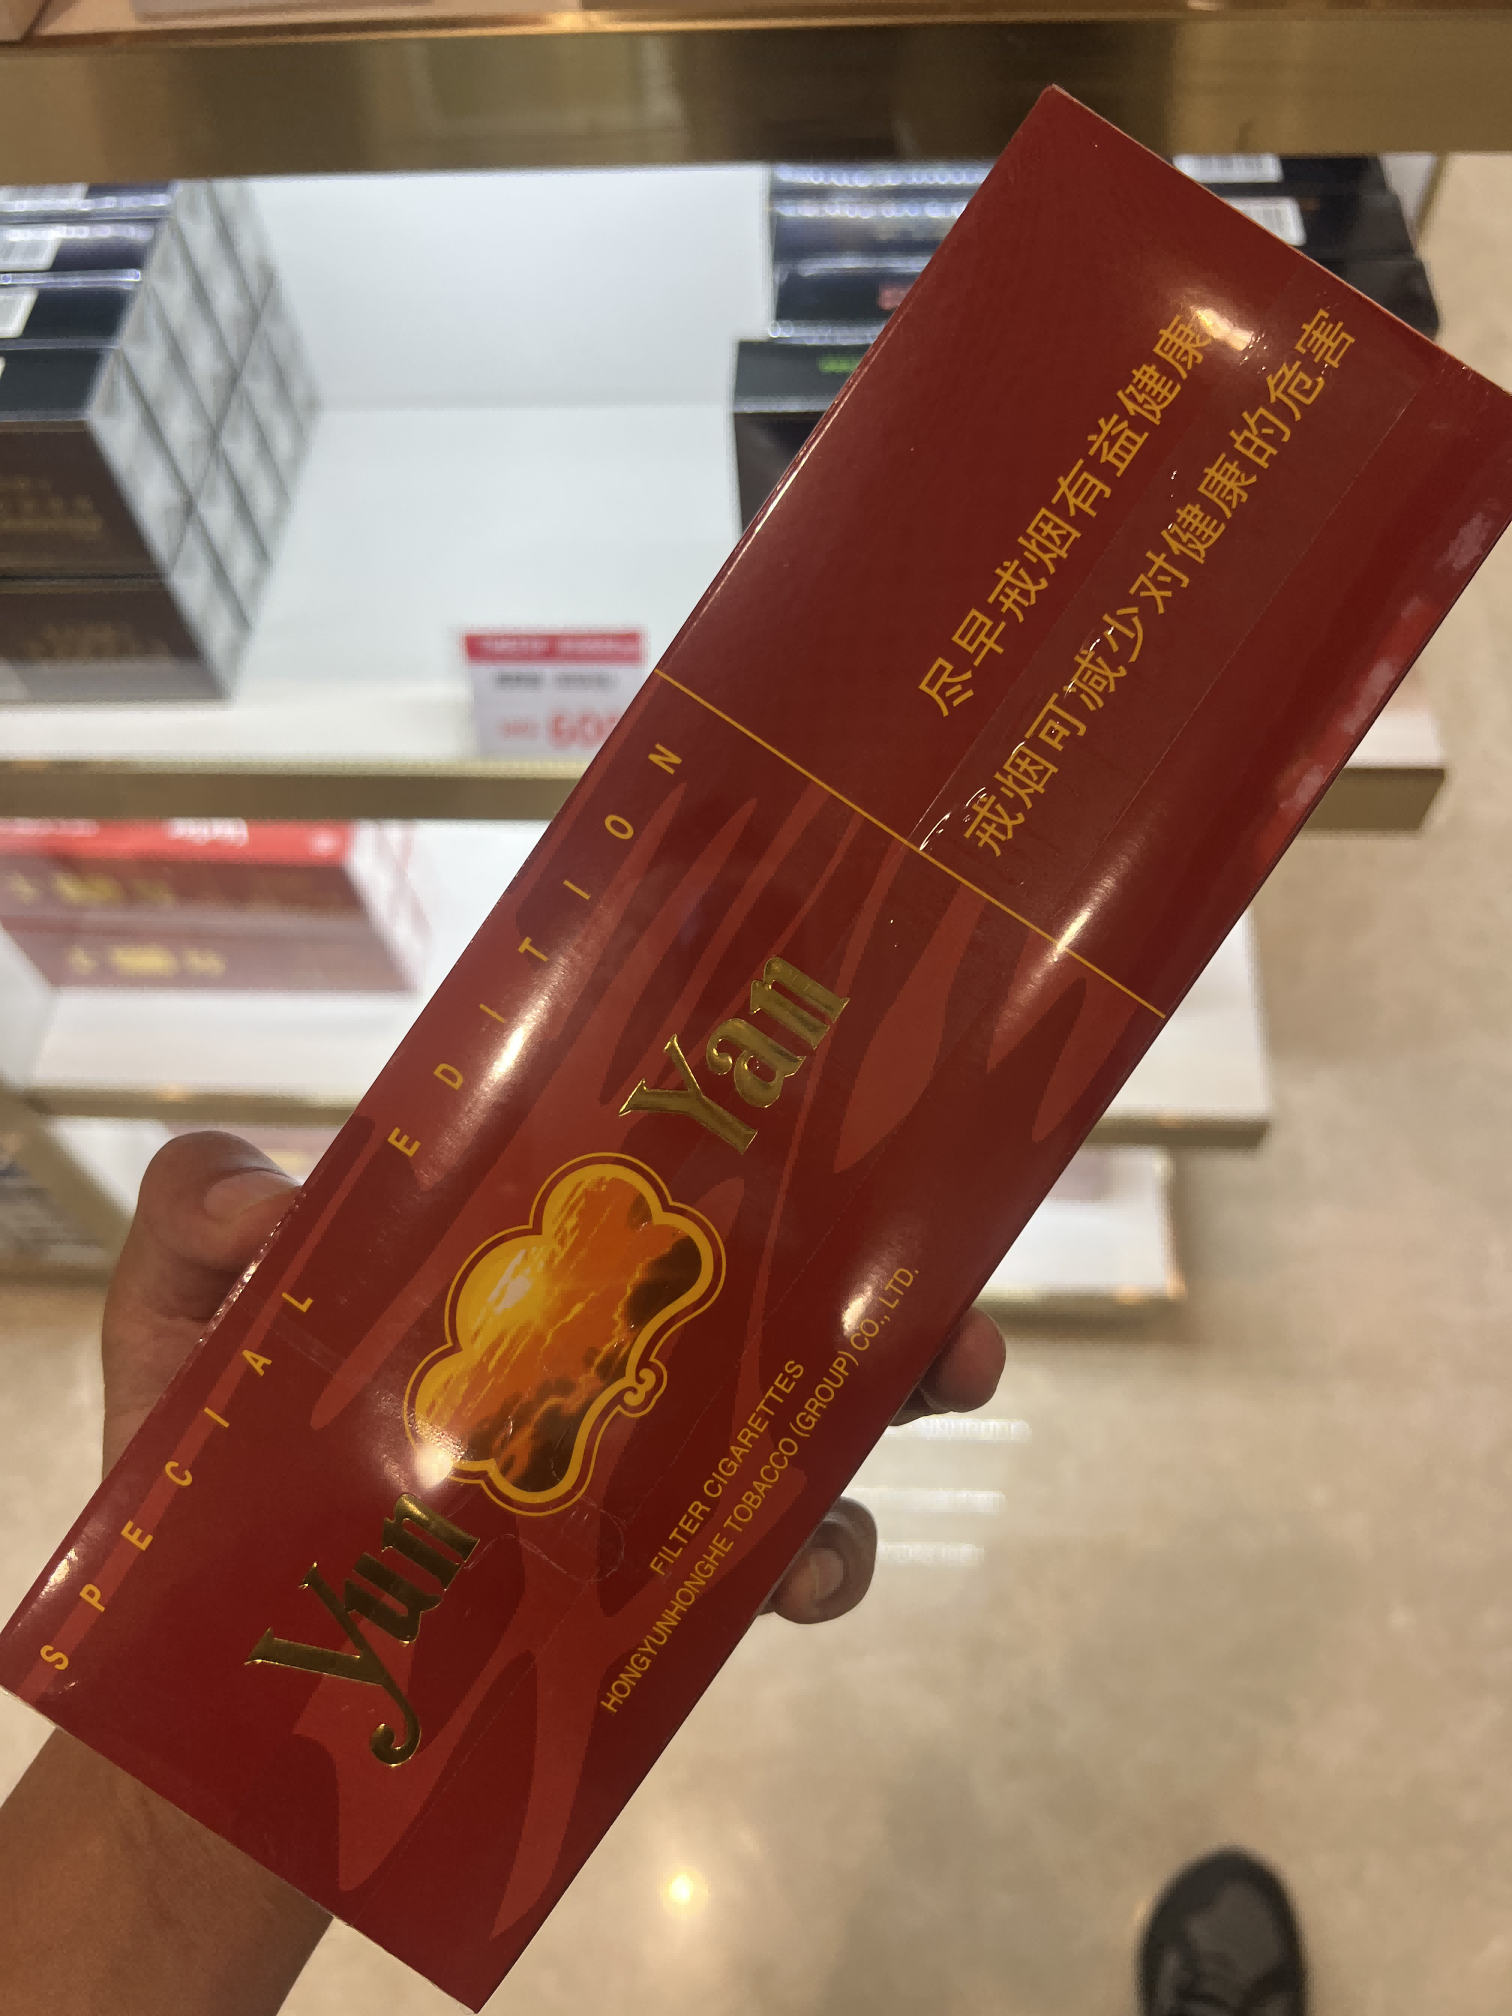 尽早戒烟有益健康
戒烟可减少对健康的危害
SPECIAL EDITION
Yun Yan
FILTER CIGARETTES
HONGYUNHONGHE TOBACCO (GROUP) CO., LTD.